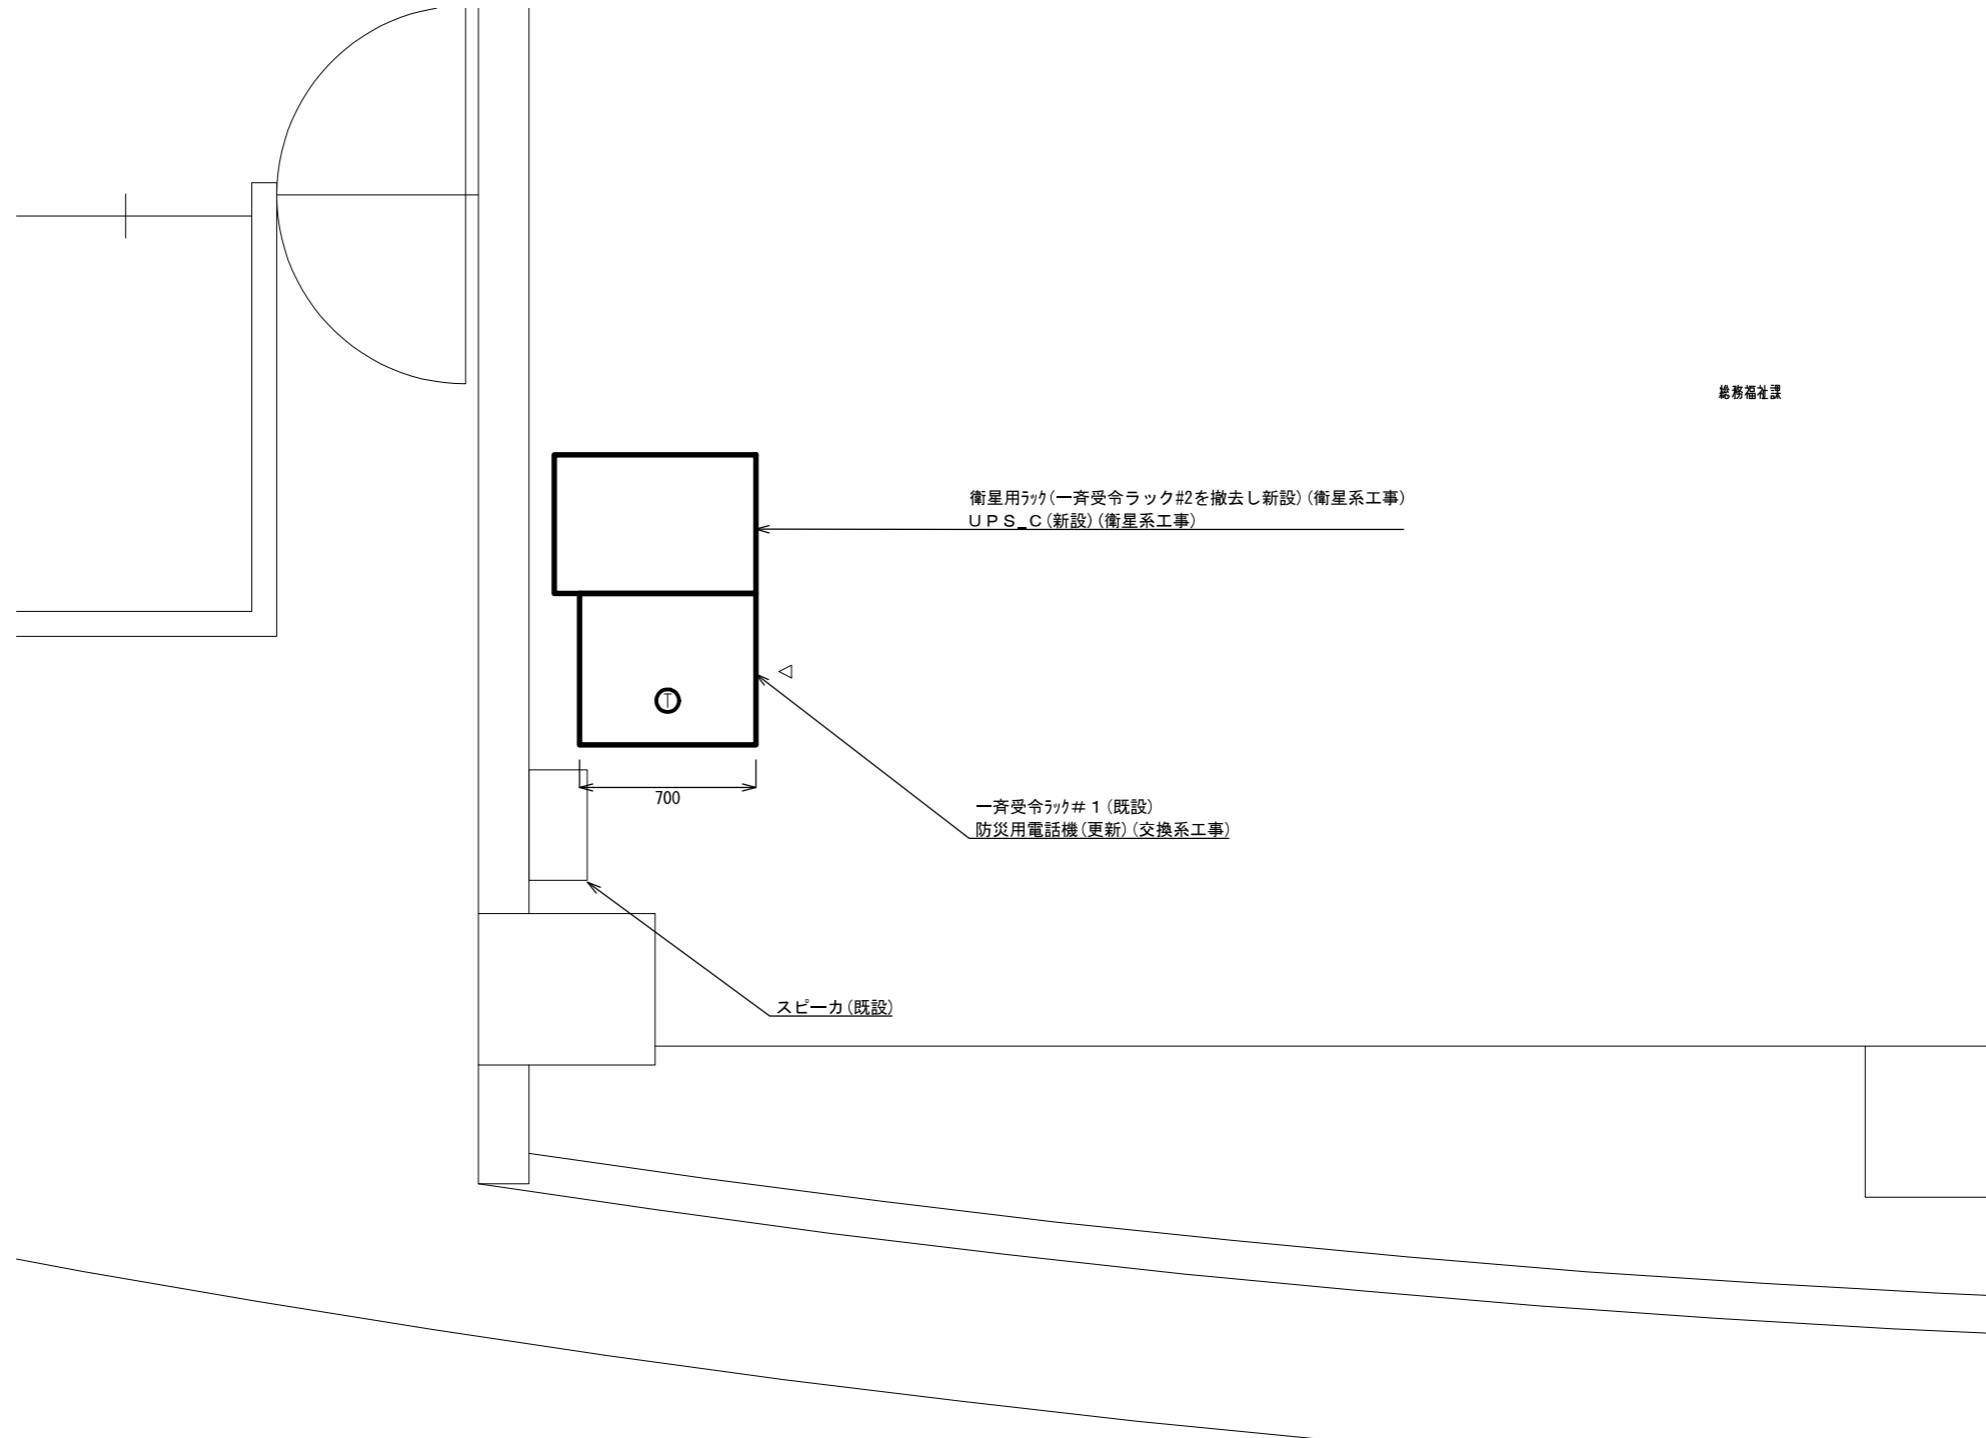 総務福祉課
衛星用ﾗｯｸ(一斉受令ラック#2を撤去し新設)(衛星系工事)
ＵＰＳ_Ｃ(新設)(衛星系工事)
T
700
一斉受令ﾗｯｸ＃１(既設)
防災用電話機(更新)(交換系工事)
スピーカ(既設)